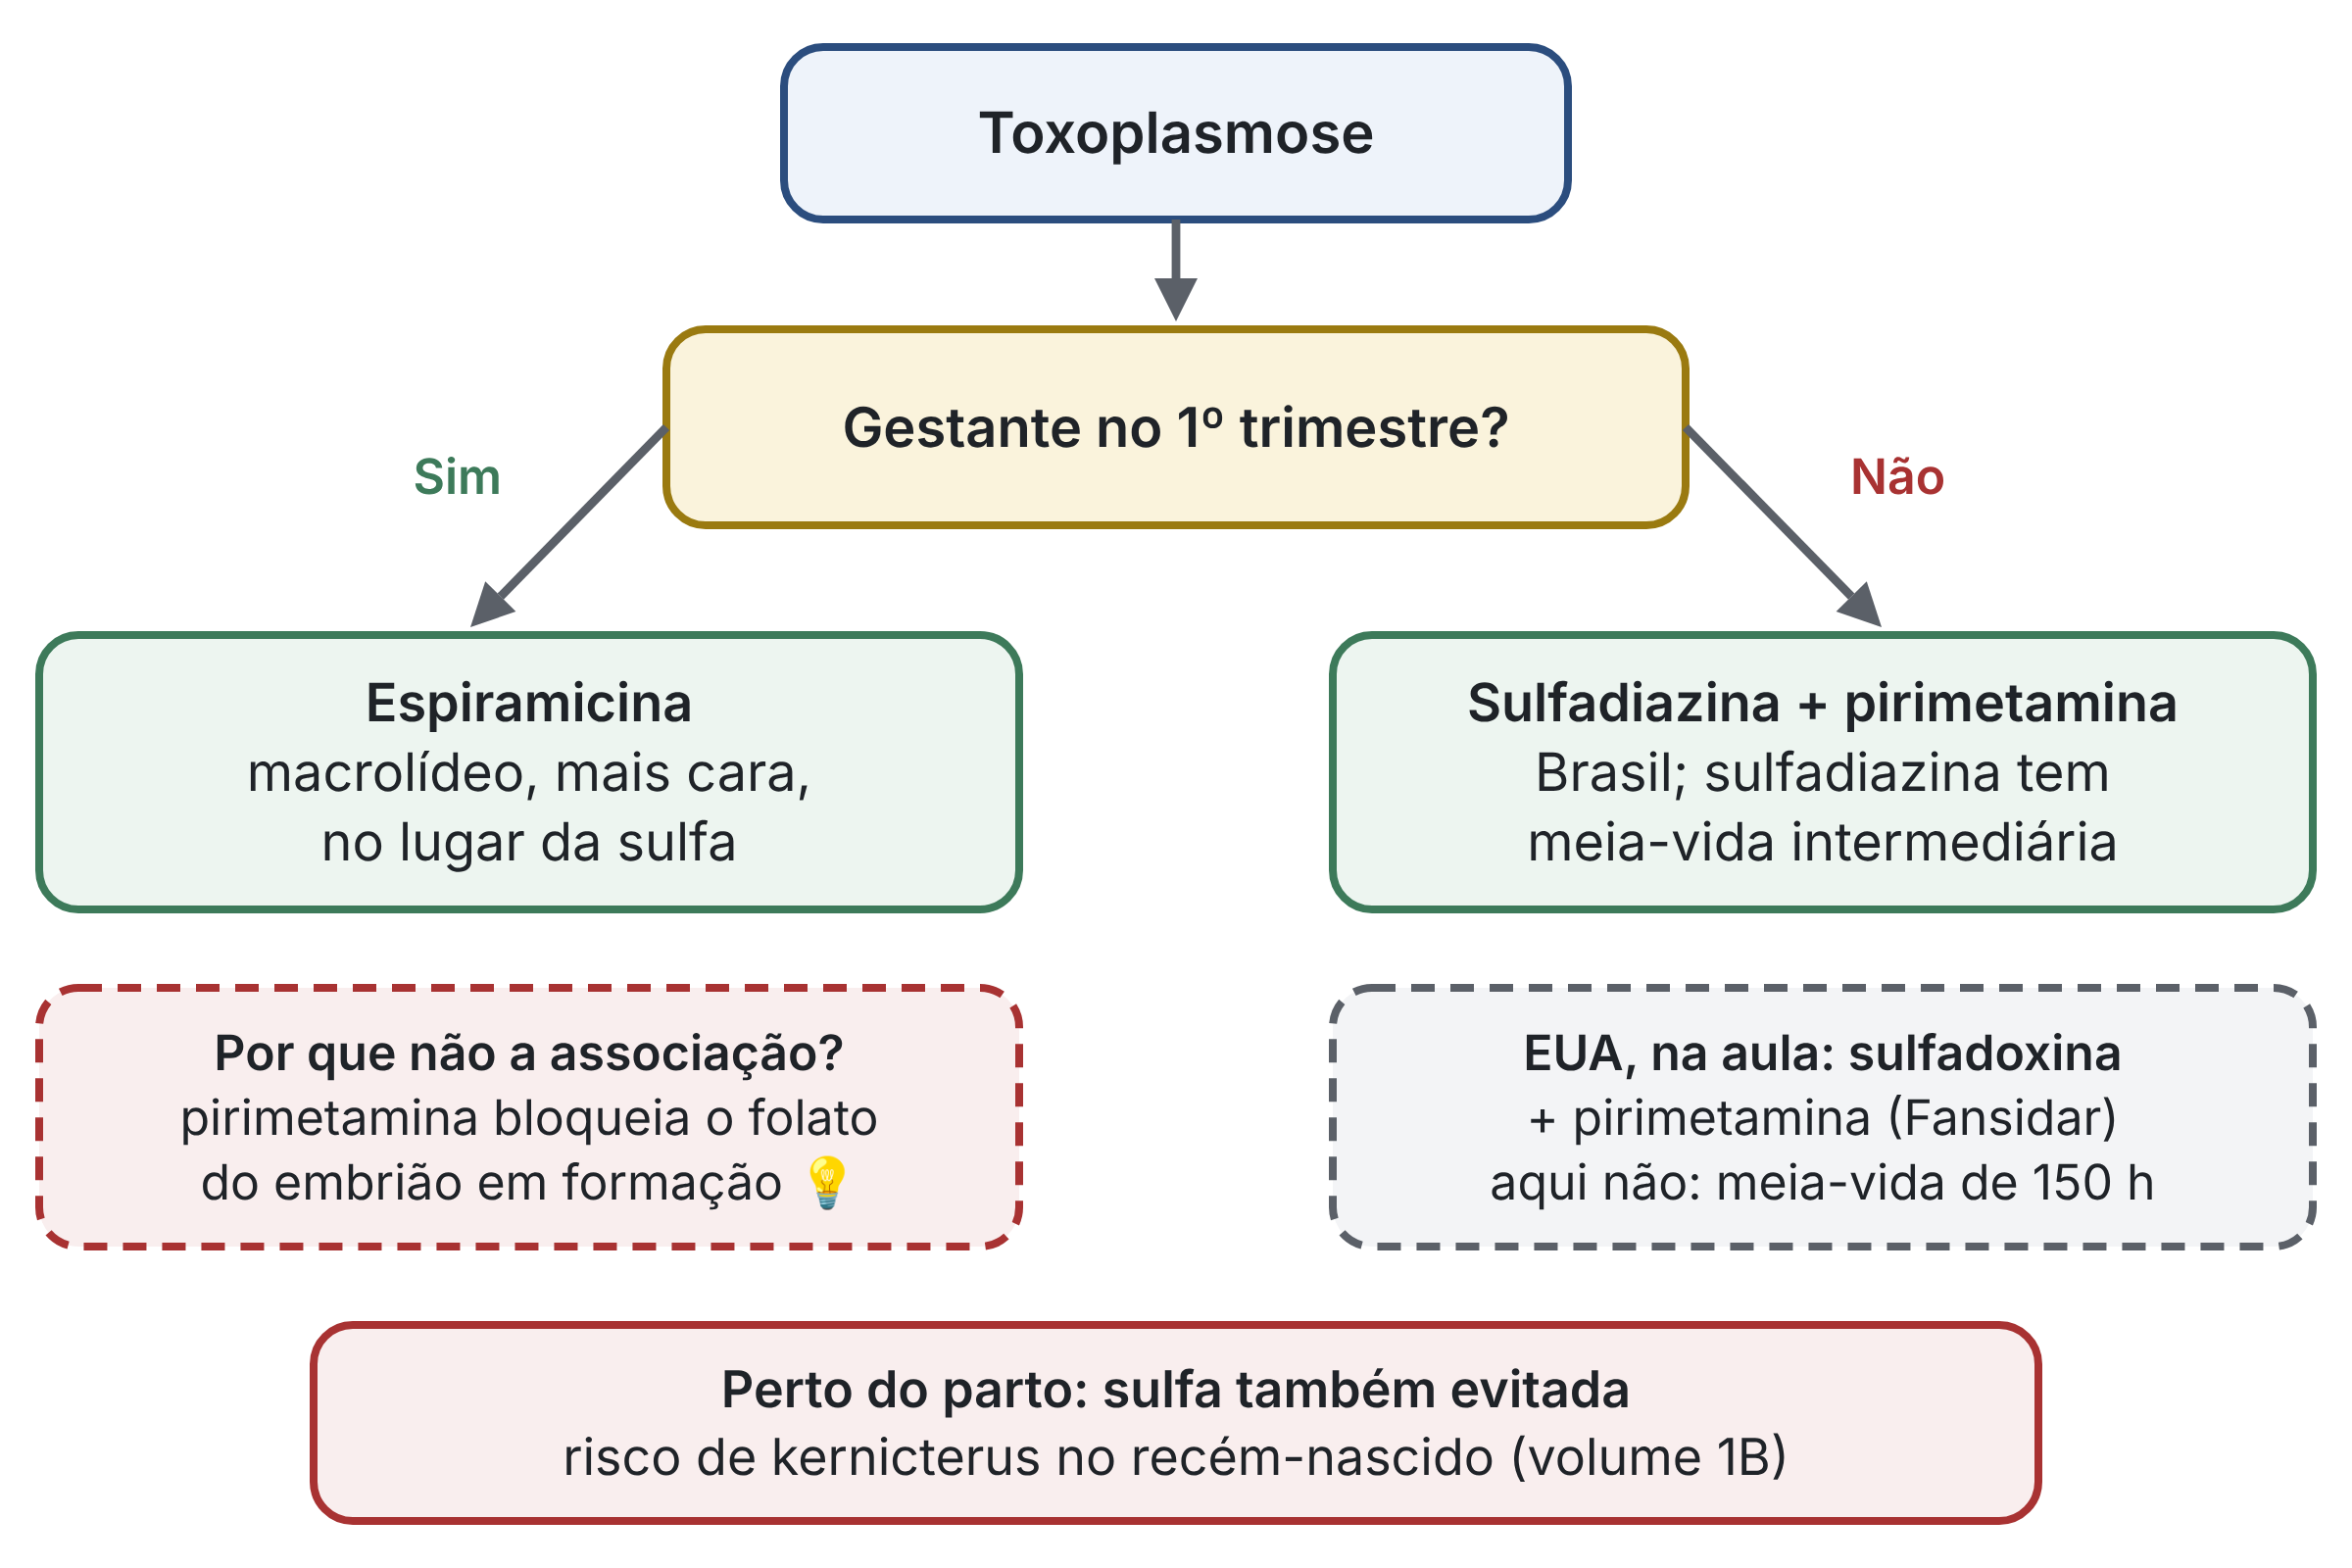 Toxoplasmose
Gestante no 1º trimestre?
Sim
Não
Espiramicina
macrolídeo, mais cara,
no lugar da sulfa
Sulfadiazina + pirimetamina
Brasil; sulfadiazina tem
meia-vida intermediária
Por que não a associação?
pirimetamina bloqueia o folato
do embrião em formação 💡
EUA, na aula: sulfadoxina
+ pirimetamina (Fansidar)
aqui não: meia-vida de 150 h
Perto do parto: sulfa também evitada
risco de kernicterus no recém-nascido (volume 1B)